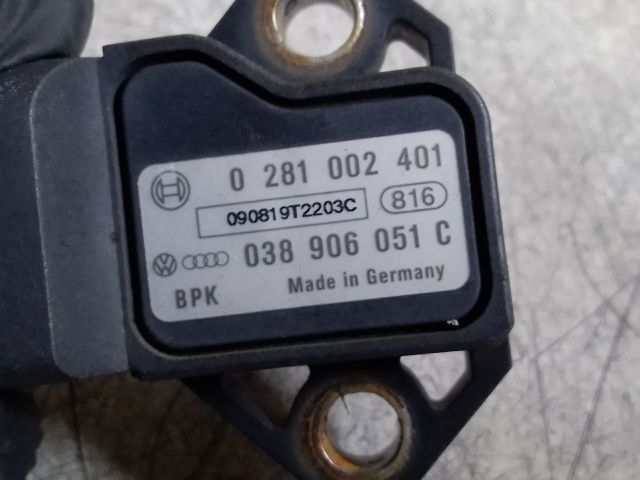 0 281 002 401
090819T2203C 816
038 906 051 C
BPK Made in Germany